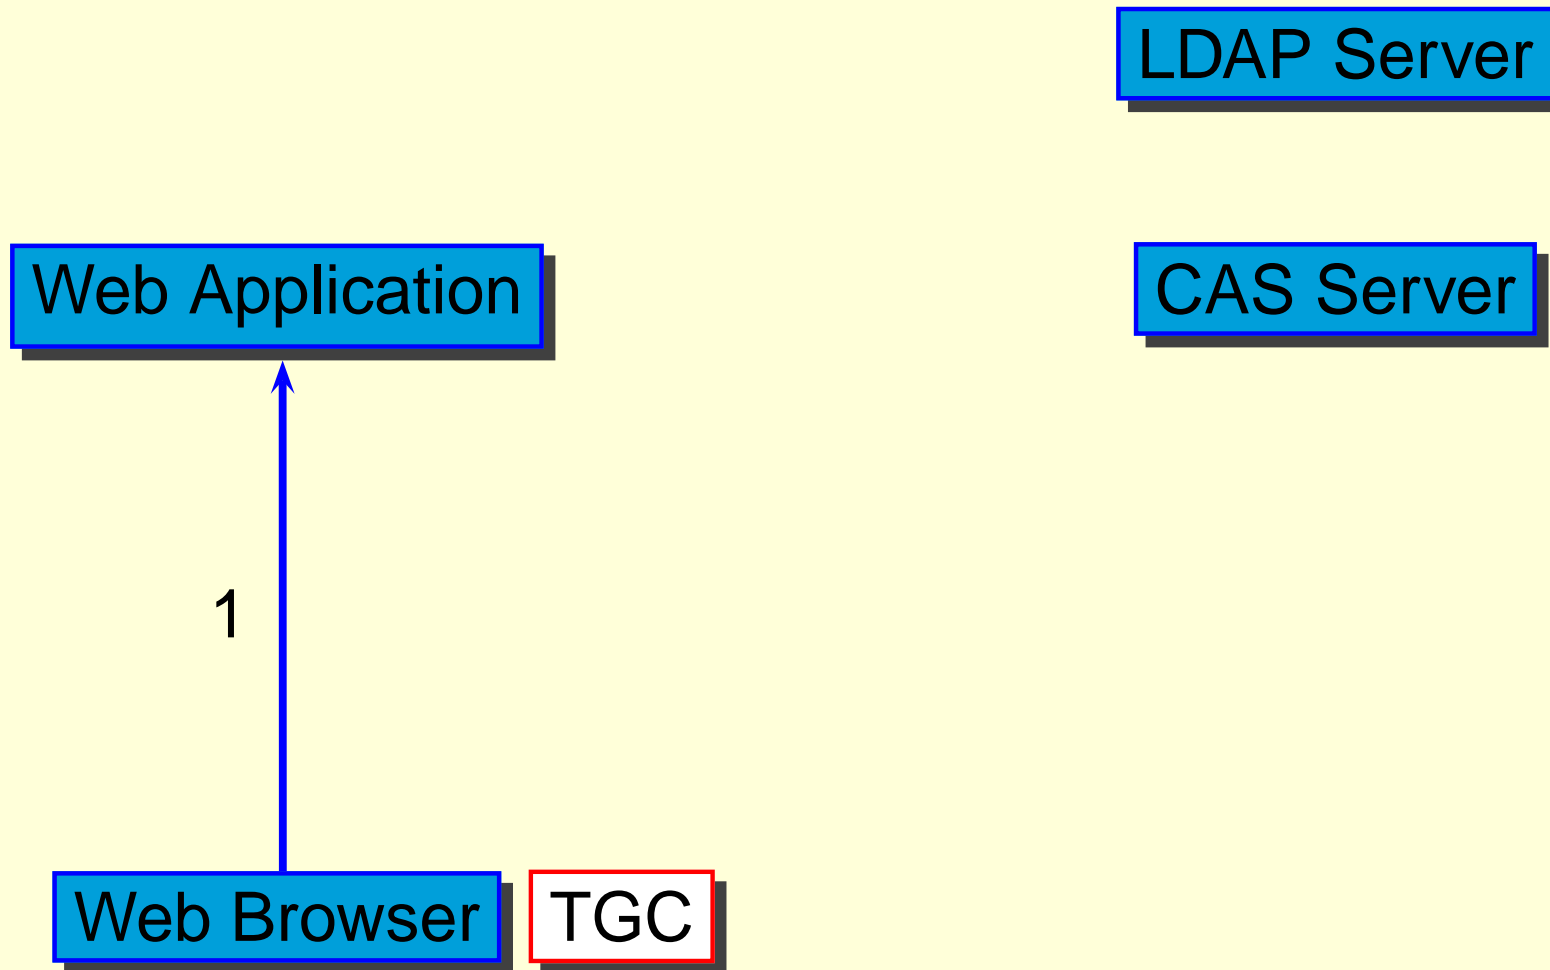 LDAP Server
Web Application
CAS Server
1
Web Browser
TGC